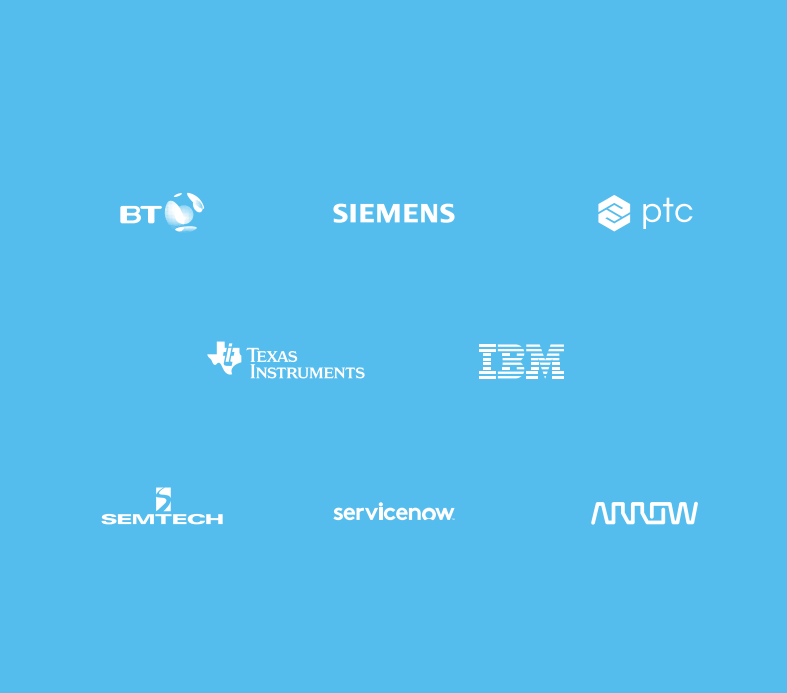 BT
SIEMENS
ptc
TEXAS
INSTRUMENTS
IBM
SEMTECH
servicenow
ARROW